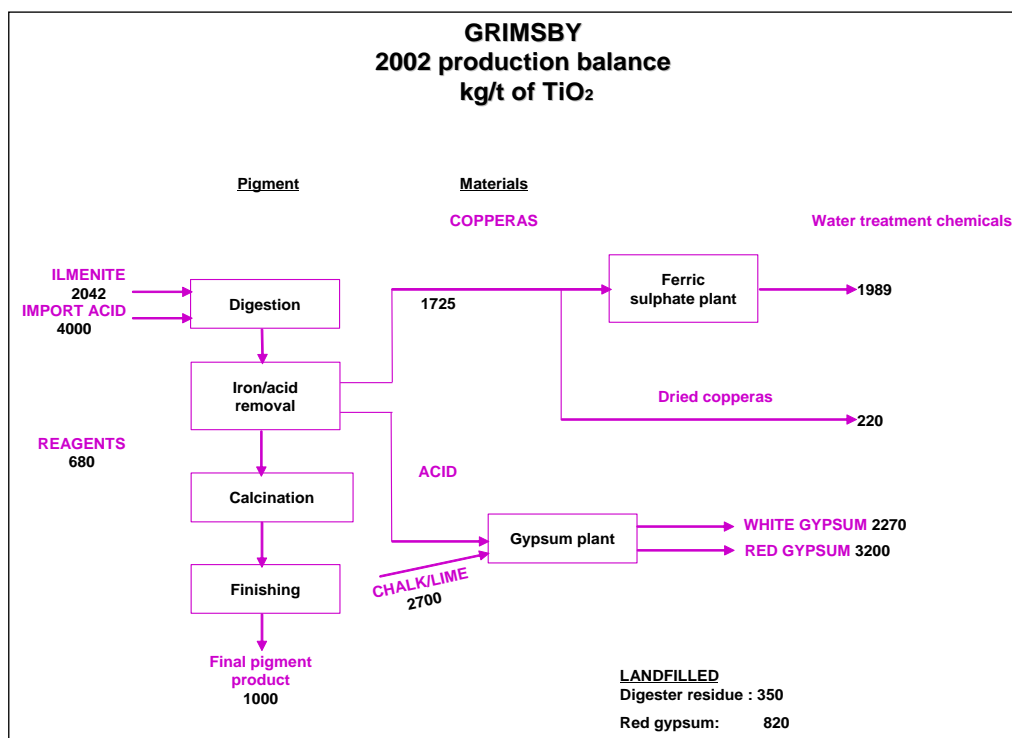 GRIMSBY
2002 production balance
kg/t of TiO2
Pigment
Materials
COPPERAS
Water treatment chemicals
ILMENITE
2042
IMPORT ACID
4000
Digestion
1725
Ferric
sulphate plant
1989
Iron/acid
removal
Dried copperas
220
REAGENTS
680
ACID
Calcination
Gypsum plant
WHITE GYPSUM 2270
RED GYPSUM 3200
CHALK/LIME
2700
Finishing
Final pigment
product
1000
LANDFILLED
Digester residue : 350
Red gypsum: 820